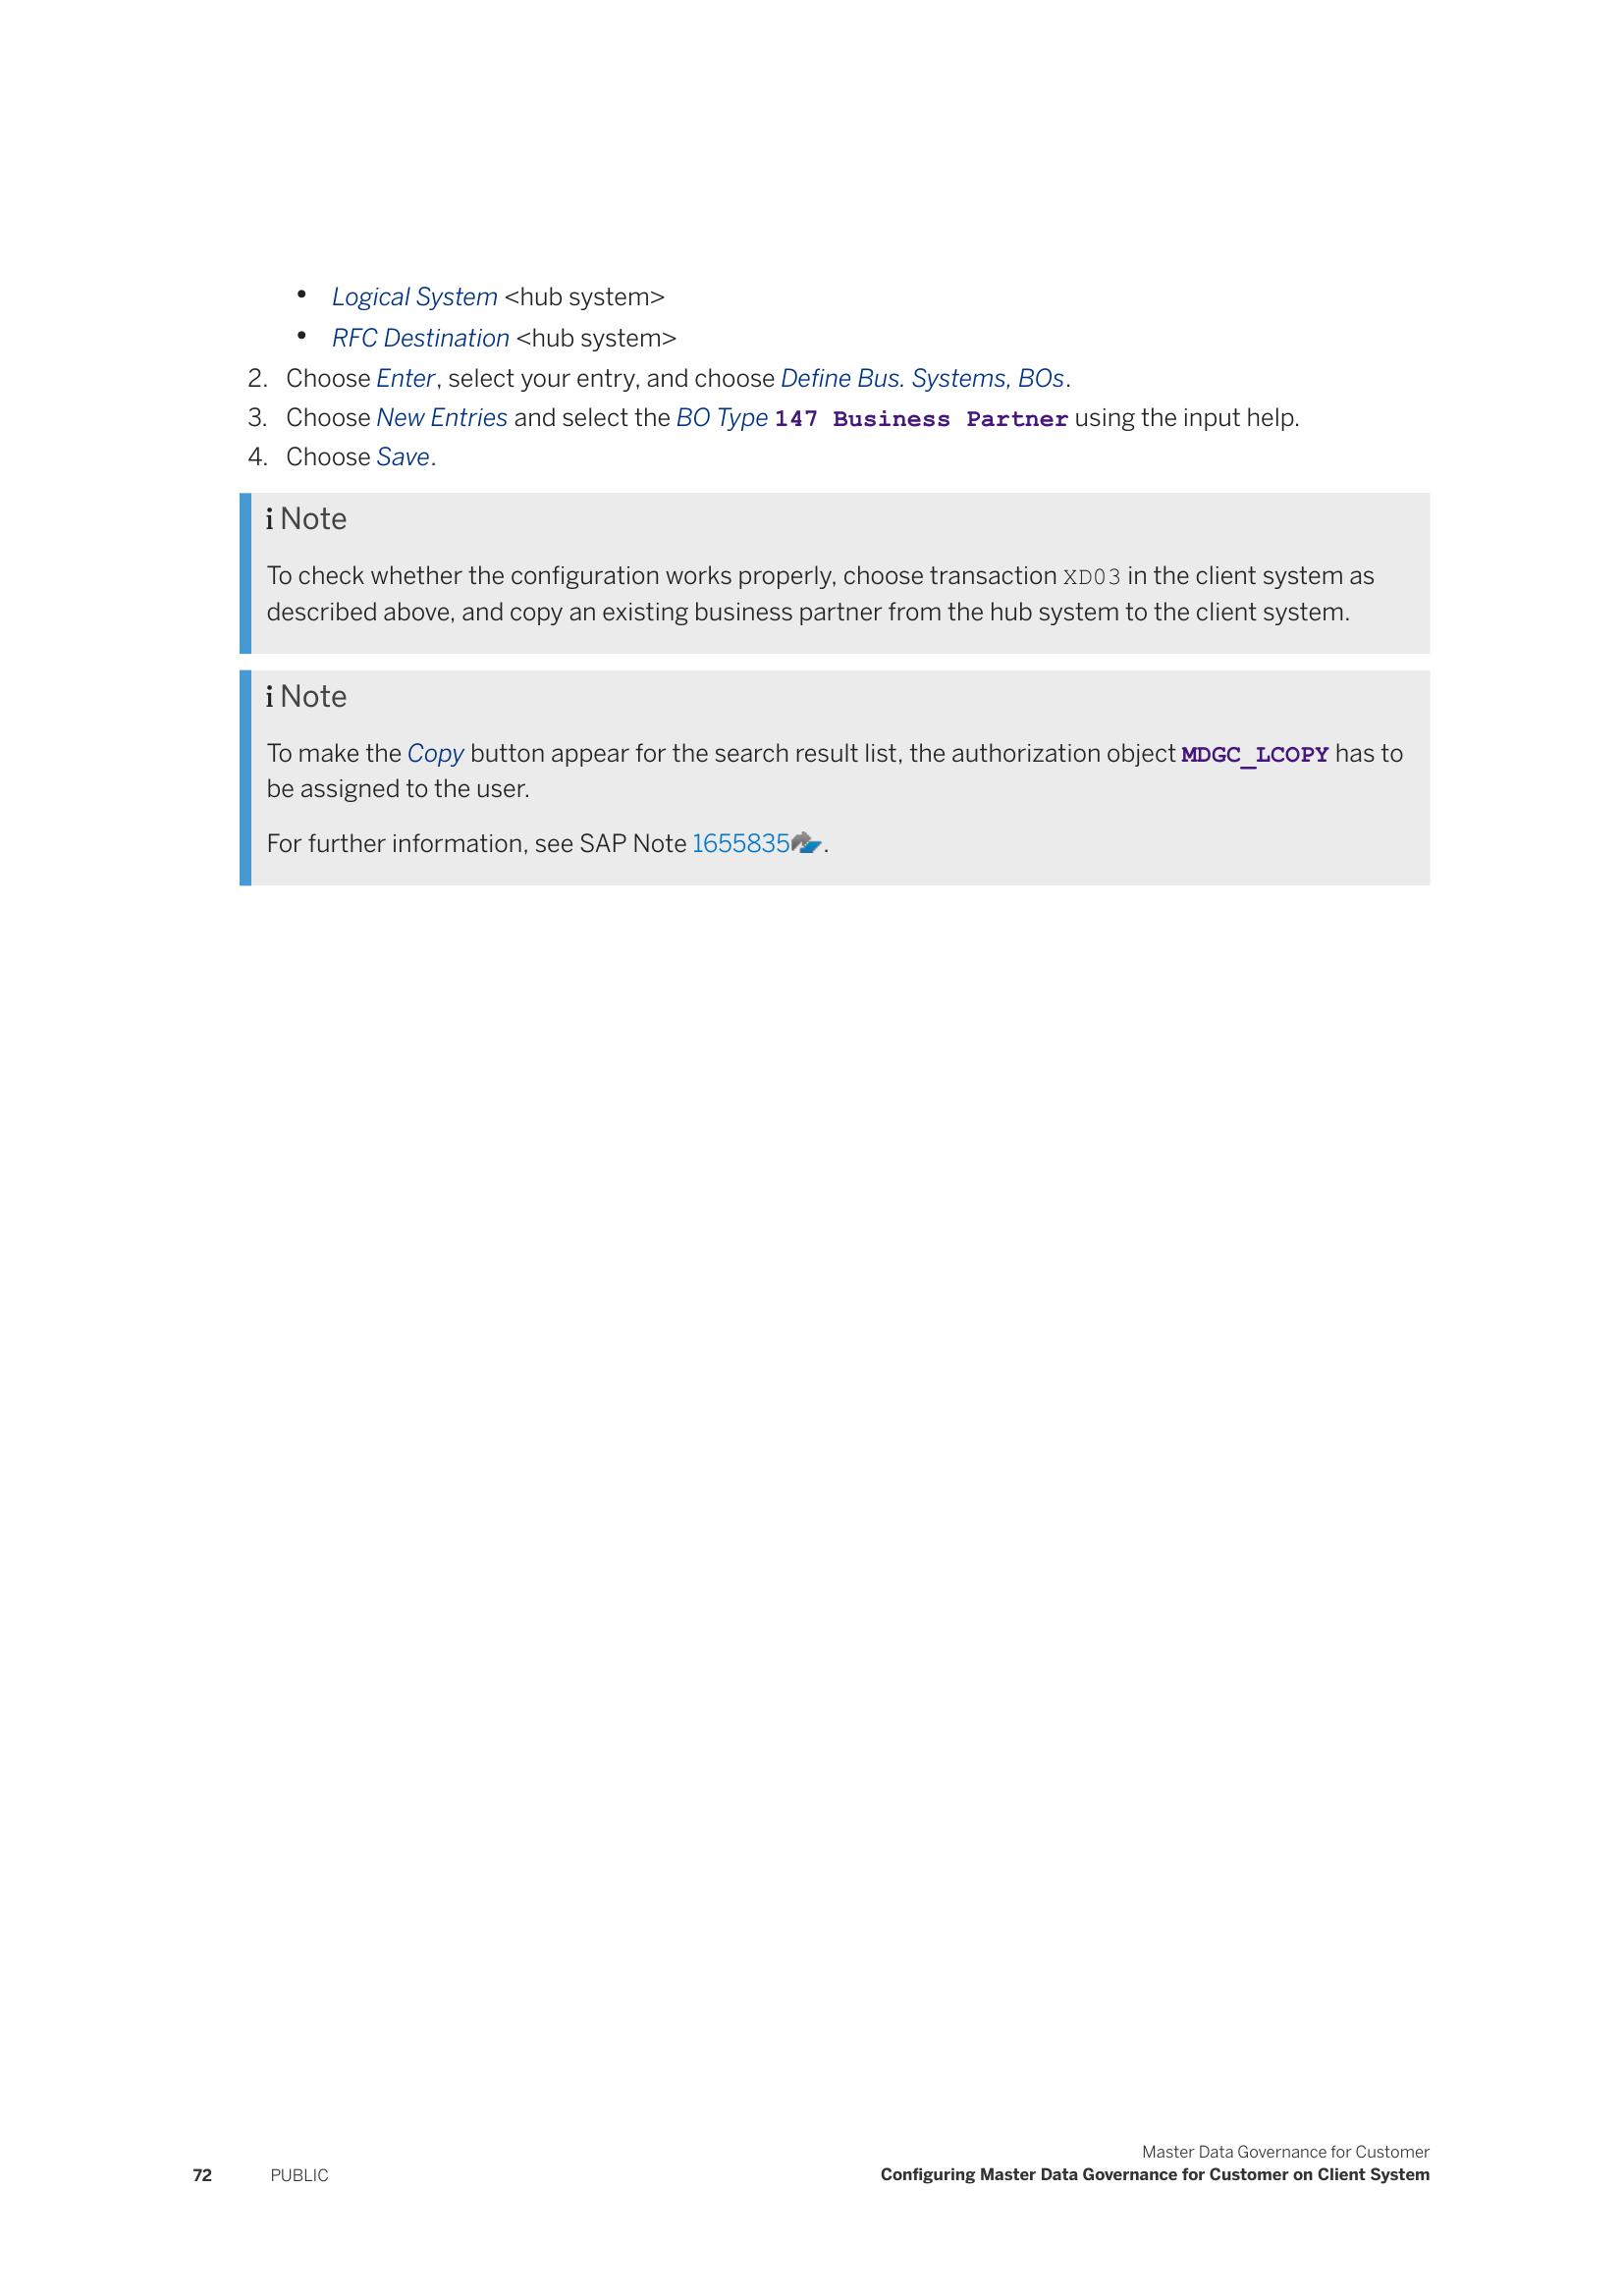 • Logical System <hub system>
• RFC Destination <hub system>
2. Choose Enter, select your entry, and choose Define Bus. Systems, BOs.
3. Choose New Entries and select the BO Type 147 Business Partner using the input help.
4. Choose Save.
i Note
To check whether the configuration works properly, choose transaction XD03 in the client system as
described above, and copy an existing business partner from the hub system to the client system.
i Note
To make the Copy button appear for the search result list, the authorization object MDGC_LCOPY has to
be assigned to the user.
For further information, see SAP Note 1655835.
Master Data Governance for Customer
72 PUBLIC Configuring Master Data Governance for Customer on Client System